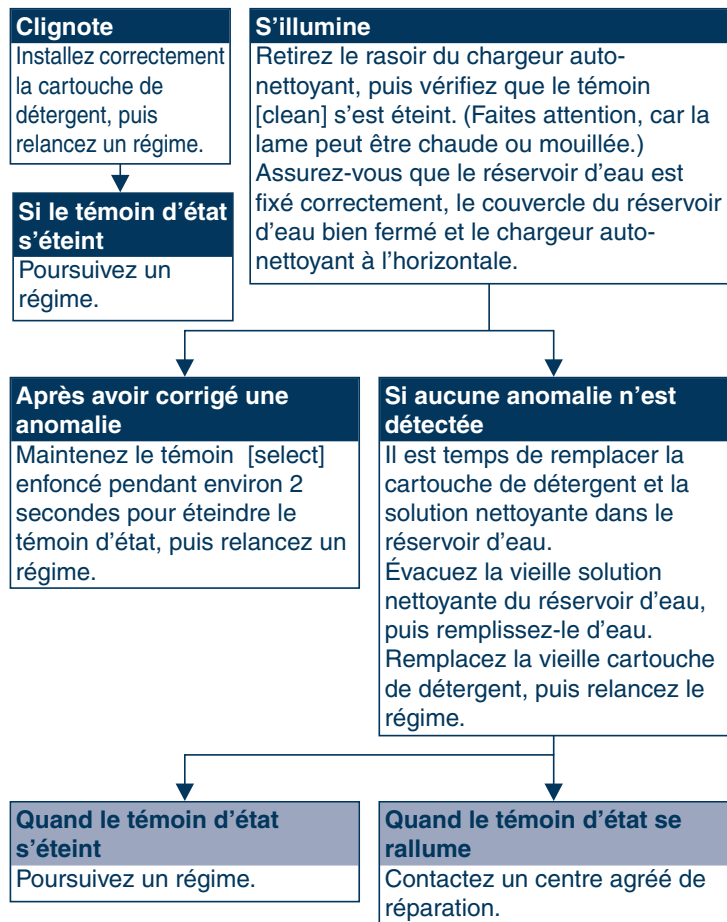 Clignote
Installez correctement
la cartouche de
détergent, puis
relancez un régime.
Si le témoin d'état
s'éteint
Poursuivez un
régime.
S'illumine
Retirez le rasoir du chargeur auto-
nettoyant, puis vérifiez que le témoin
[clean] s'est éteint. (Faites attention, car la
lame peut être chaude ou mouillée.)
Assurez-vous que le réservoir d'eau est
fixé correctement, le couvercle du réservoir
d'eau bien fermé et le chargeur auto-
nettoyant à l'horizontale.
Après avoir corrigé une
anomalie
Maintenez le témoin [select]
enfoncé pendant environ 2
secondes pour éteindre le
témoin d'état, puis relancez un
régime.
Si aucune anomalie n'est
détectée
Il est temps de remplacer la
cartouche de détergent et la
solution nettoyante dans le
réservoir d'eau.
Évacuez la vieille solution
nettoyante du réservoir d'eau,
puis remplissez-le d'eau.
Remplacez la vieille cartouche
de détergent, puis relancez le
régime.
Quand le témoin d'état
s'éteint
Poursuivez un régime.
Quand le témoin d'état se
rallume
Contactez un centre agréé de
réparation.